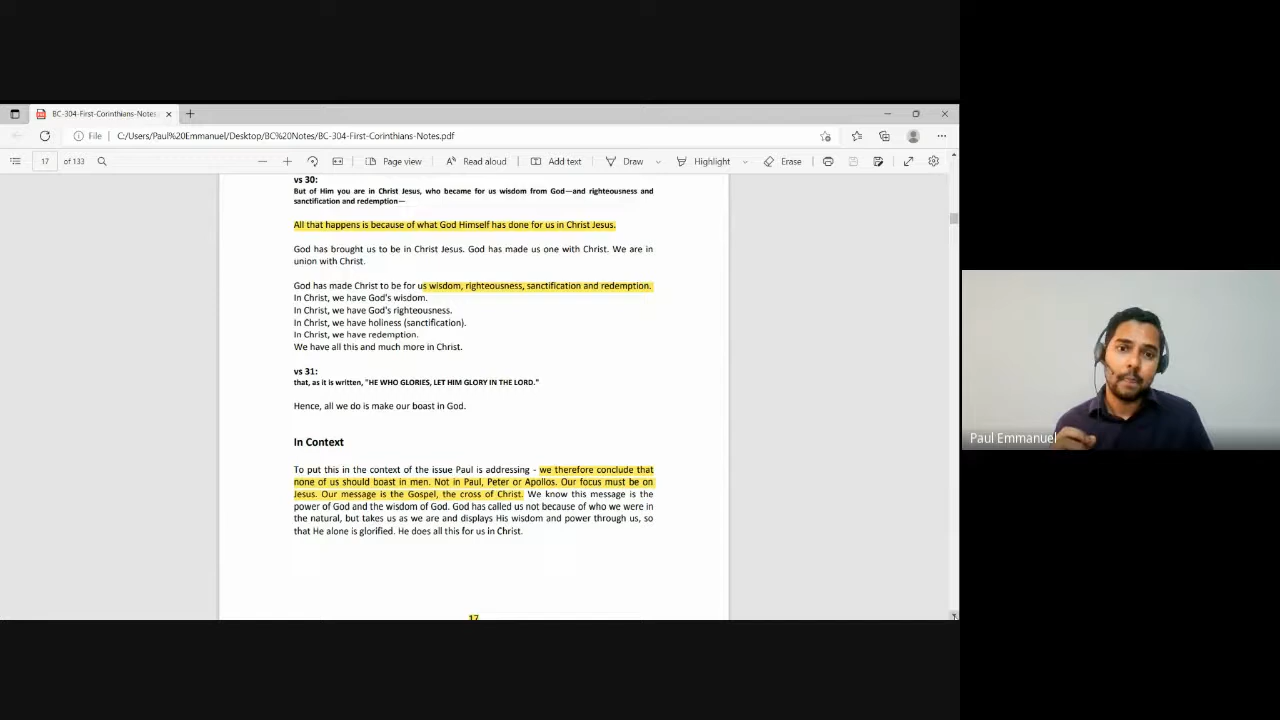 BC-304-First-Corinthians-Notes
File C:/Users/Paul%20Emmanuel/Desktop/BC%20Notes/BC-304-First-Corinthians-Notes.pdf
17 of 133 Page view Read aloud Add text Draw Highlight Erase
vs 30:
But of Him you are in Christ Jesus, who became for us wisdom from God—and righteousness and
sanctification and redemption—
All that happens is because of what God Himself has done for us in Christ Jesus.
God has brought us to be in Christ Jesus. God has made us one with Christ. We are in
union with Christ.
God has made Christ to be for us wisdom, righteousness, sanctification and redemption.
In Christ, we have God's wisdom.
In Christ, we have God's righteousness.
In Christ, we have holiness (sanctification).
In Christ, we have redemption.
We have all this and much more in Christ.
vs 31:
that, as it is written, "HE WHO GLORIES, LET HIM GLORY IN THE LORD."
Hence, all we do is make our boast in God.
In Context
To put this in the context of the issue Paul is addressing - we therefore conclude that
none of us should boast in men. Not in Paul, Peter or Apollos. Our focus must be on
Jesus. Our message is the Gospel, the cross of Christ. We know this message is the
power of God and the wisdom of God. God has called us not because of who we were in
the natural, but takes us as we are and displays His wisdom and power through us, so
that He alone is glorified. He does all this for us in Christ.
17
Paul Emmanuel